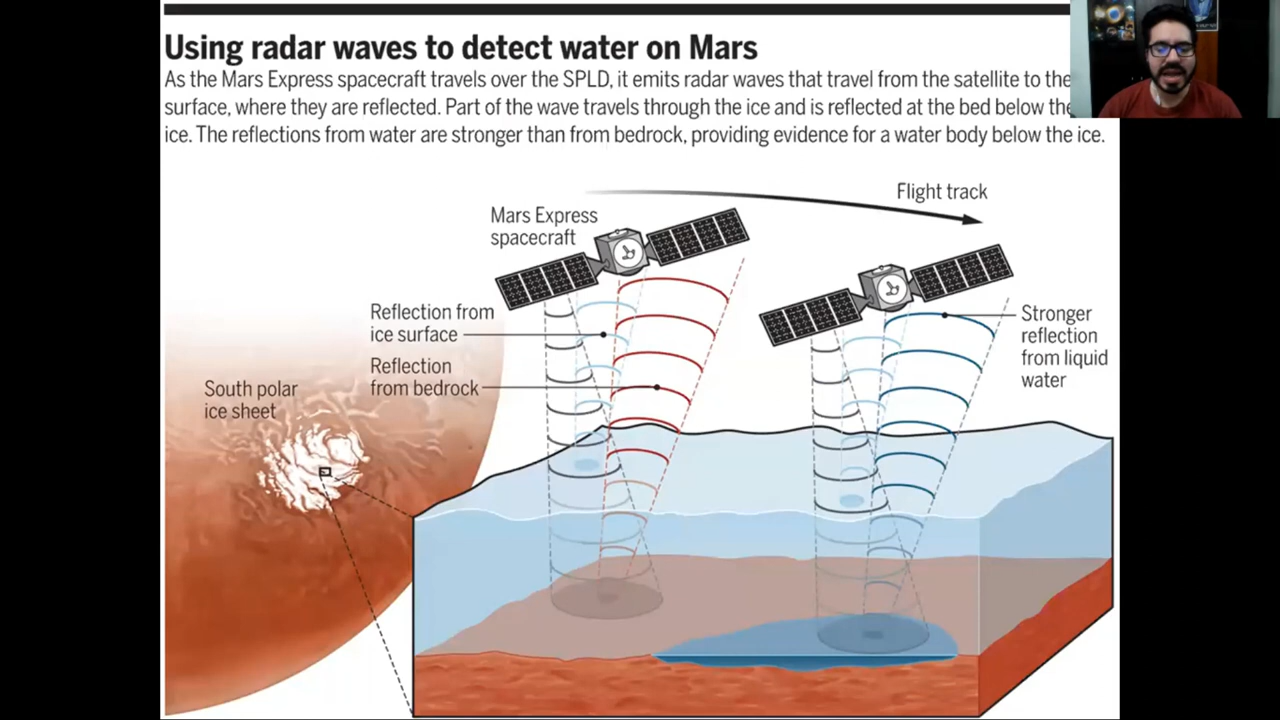 Using radar waves to detect water on Mars
As the Mars Express spacecraft travels over the SPLD, it emits radar waves that travel from the satellite to the
surface, where they are reflected. Part of the wave travels through the ice and is reflected at the bed below the
ice. The reflections from water are stronger than from bedrock, providing evidence for a water body below the ice.
Flight track
Mars Express
spacecraft
Reflection from
ice surface
Reflection
from bedrock
Stronger
reflection
from liquid
water
South polar
ice sheet